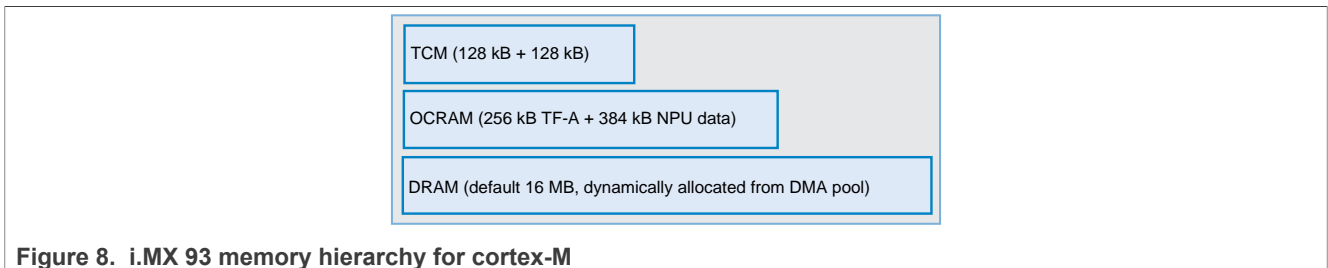 TCM (128 kB + 128 kB)
OCRAM (256 kB TF-A + 384 kB NPU data)
DRAM (default 16 MB, dynamically allocated from DMA pool)
Figure 8. i.MX 93 memory hierarchy for cortex-M